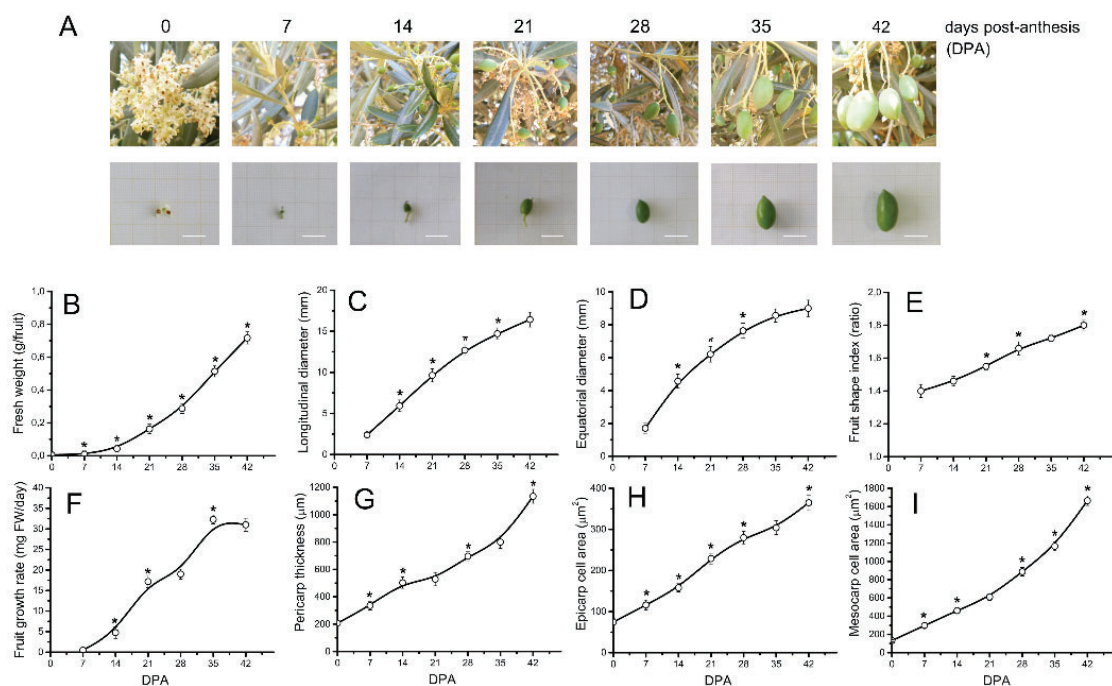 A
0 7 14 21 28 35 42 days post-anthesis
(DPA)
B
Fresh weight (g/fruit)
1,0
0,8
0,6
0,4
0,2
0,0
0 7 14 21 28 35 42
C
Longitudinal diameter (mm)
20
15
10
5
0
0 7 14 21 28 35 42
D
Equatorial diameter (mm)
10
8
6
4
2
0
0 7 14 21 28 35 42
E
Fruit shape index (ratio)
2.0
1.8
1.6
1.4
1.2
1.0
0 7 14 21 28 35 42
F
Fruit growth rate (mg FW/day)
40
35
30
25
20
15
10
5
0
0 7 14 21 28 35 42
DPA
G
Pericarp thickness (μm)
1200
1000
800
600
400
200
0
0 7 14 21 28 35 42
DPA
H
Epicarp cell area (μm²)
400
300
200
100
0
0 7 14 21 28 35 42
DPA
I
Mesocarp cell area (μm²)
1800
1600
1400
1200
1000
800
600
400
200
0
0 7 14 21 28 35 42
DPA